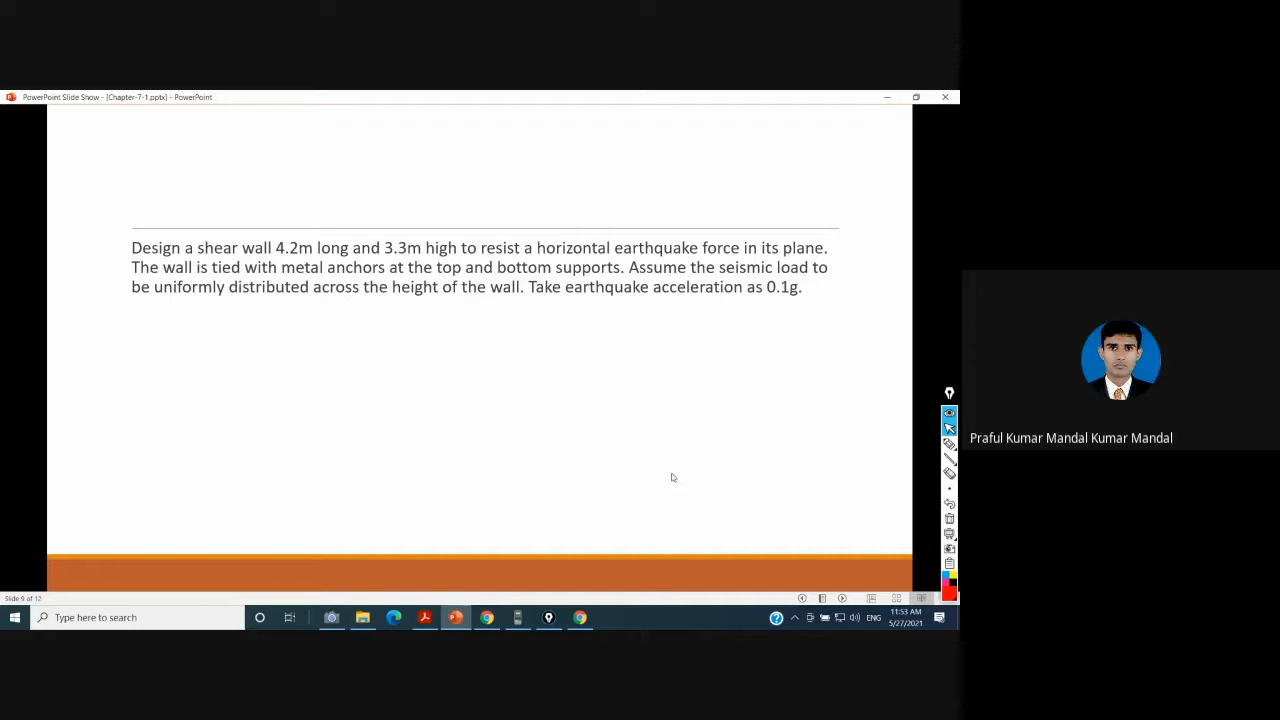 PowerPoint Slide Show - [Chapter-7-1.pptx] - PowerPoint
Design a shear wall 4.2m long and 3.3m high to resist a horizontal earthquake force in its plane.
The wall is tied with metal anchors at the top and bottom supports. Assume the seismic load to
be uniformly distributed across the height of the wall. Take earthquake acceleration as 0.1g.
Praful Kumar Mandal Kumar Mandal
Slide 9 of 12
Type here to search
ENG
11:53 AM
5/27/2021